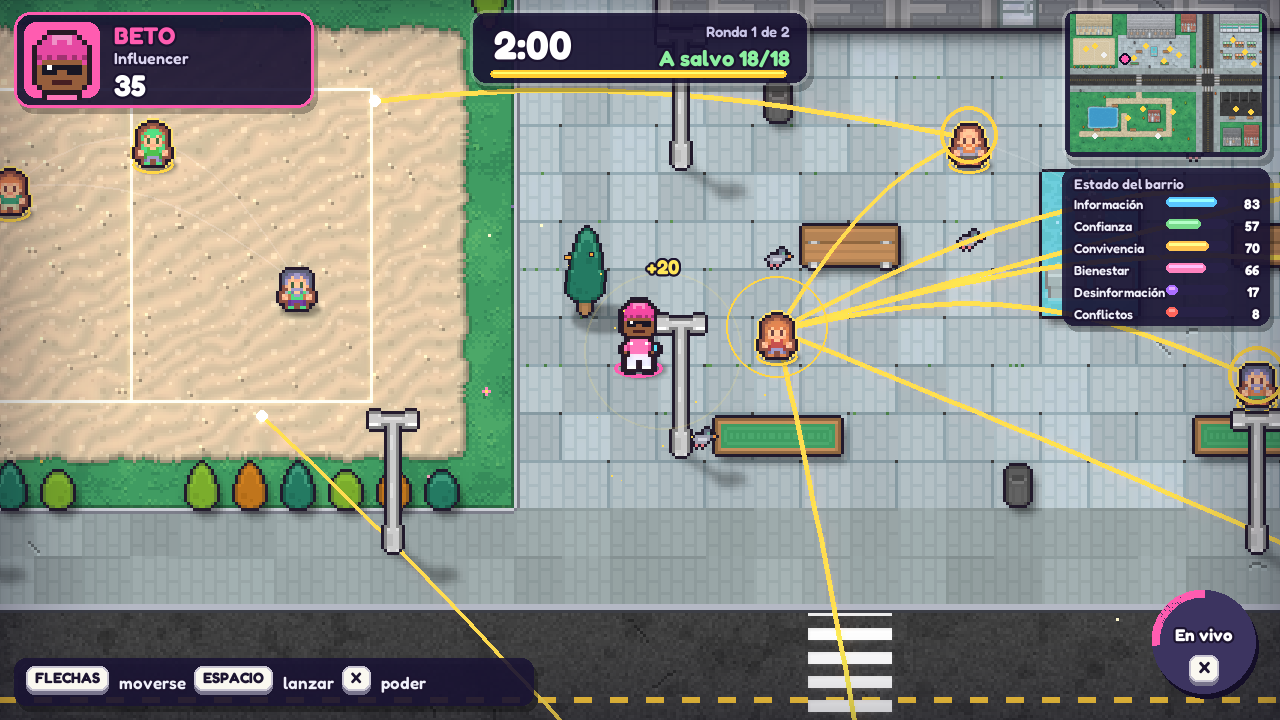 BETO
Influencer
35
2:00
Ronda 1 de 2
A salvo 18/18
Estado del barrio
Información 83
Confianza 57
Convivencia 70
Bienestar 66
Desinformación 17
Conflictos 8
+20
En vivo
X
FLECHAS moverse ESPACIO lanzar X poder